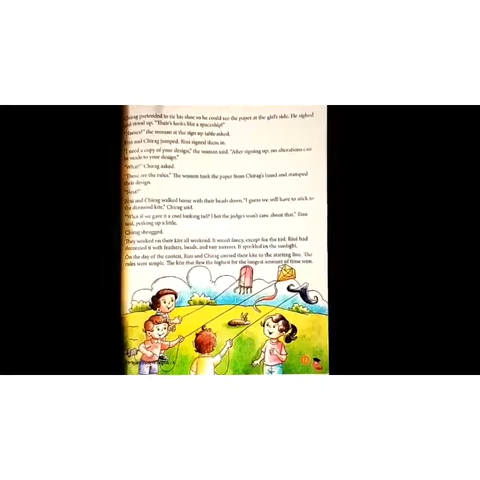 Chirag pretended to tie his shoe so he could see the paper at the girl's side. He sighed
and stood up. "Theirs looks like a spaceship!"
"Names?" the woman at the sign up table asked.
Rini and Chirag jumped. Rini signed them in.
"I need a copy of your design," the woman said. "After signing up, no alterations can
be made to your design."
"What?" Chirag asked.
"These are the rules." The woman took the paper from Chirag's hand and stamped
their design.
"Next!"
Rini and Chirag walked home with their heads down. "I guess we will have to stick to
the diamond kite," Chirag said.
"What if we gave it a cool looking tail? I bet the judges won't care about that," Rini
said, perking up a little.
Chirag shrugged.
They worked on their kite all weekend. It wasn't fancy, except for the tail. Rini had
decorated it with feathers, beads, and tiny mirrors. It sparkled in the sunlight.
On the day of the contest, Rini and Chirag carried their kite to the starting line. The
rules were simple. The kite that flew the highest for the longest amount of time won.